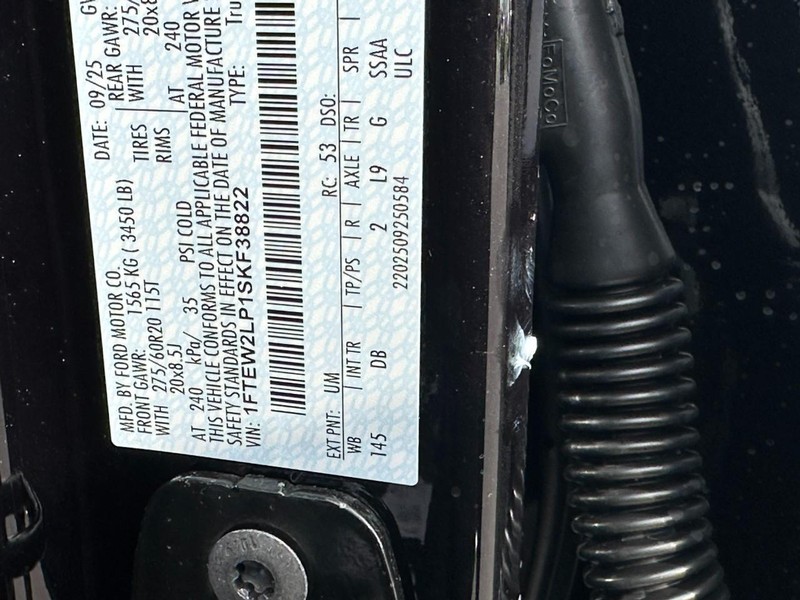 MFD. BY FORD MOTOR CO.
DATE: 09/25
GV
FRONT GAWR: 1565 KG ( 3450 LB)
REAR GAWR:
WITH 275/60R20 115T
TIRES
WITH 275/
20x8.5J
RIMS
20x8
AT 240 kPa/ 35 PSI COLD
AT 240
THIS VEHICLE CONFORMS TO ALL APPLICABLE FEDERAL MOTOR V
SAFETY STANDARDS IN EFFECT ON THE DATE OF MANUFACTURE
VIN: 1FTEW2LP1SKF38822
TYPE: Tru
EXT PNT: UM RC: 53 DSO:
WB INT TR TP/PS R AXLE TR SPR
145 DB 2 L9 G SSAA
2202509250584
ULC
FoMoCo